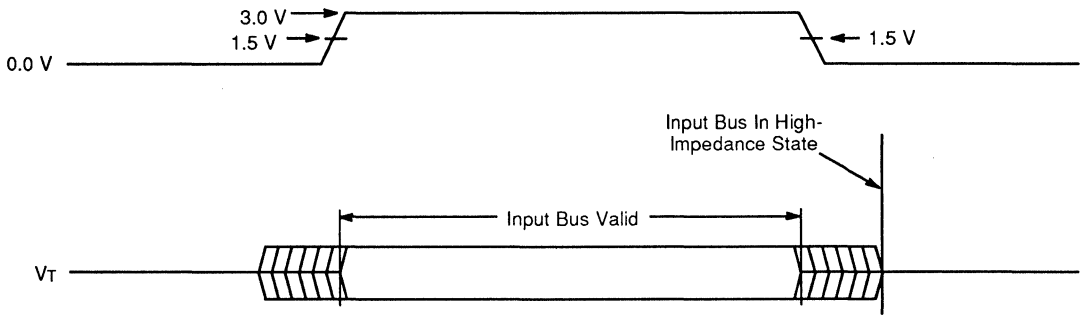 3.0 V
1.5 V
1.5 V
0.0 V
Input Bus In High-
Impedance State
Input Bus Valid
VT